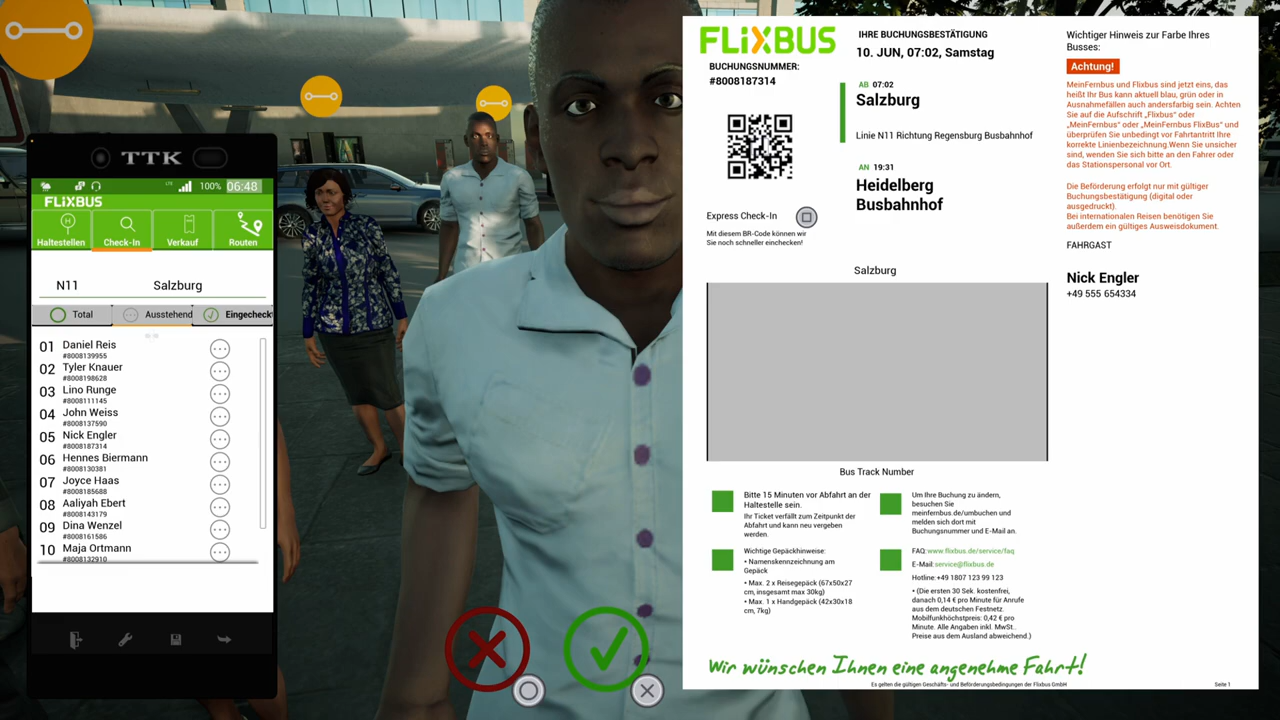 TTK
LTE
100%
06:48
FLiXBUS
Haltestellen
Check-In
Verkauf
Routen
N11
Salzburg
Total
Ausstehend
Eingecheckt
01 Daniel Reis
#8008139955
02 Tyler Knauer
#8008198628
03 Lino Runge
#8008111145
04 John Weiss
#8008137590
05 Nick Engler
#8008187314
06 Hennes Biermann
#8008130381
07 Joyce Haas
#8008185688
08 Aaliyah Ebert
#8008143179
09 Dina Wenzel
#8008161586
10 Maja Ortmann
#8008132910
FLiXBUS
BUCHUNGSNUMMER:
#8008187314
Express Check-In
Mit diesem BR-Code können wir
Sie noch schneller einchecken!
IHRE BUCHUNGSBESTÄTIGUNG
10. JUN, 07:02, Samstag
AB 07:02
Salzburg
Linie N11 Richtung Regensburg Busbahnhof
AN 19:31
Heidelberg
Busbahnhof
Wichtiger Hinweis zur Farbe Ihres
Busses:
Achtung!
MeinFernbus und Flixbus sind jetzt eins, das
heißt Ihr Bus kann aktuell blau, grün oder in
Ausnahmefällen auch andersfarbig sein. Achten
Sie auf die Aufschrift „Flixbus" oder
„MeinFernbus" oder „MeinFernbus FlixBus" und
überprüfen Sie unbedingt vor Fahrtantritt Ihre
korrekte Linienbezeichnung.Wenn Sie unsicher
sind, wenden Sie sich bitte an den Fahrer oder
das Stationspersonal vor Ort.
Die Beförderung erfolgt nur mit gültiger
Buchungsbestätigung (digital oder
ausgedruckt).
Bei internationalen Reisen benötigen Sie
außerdem ein gültiges Ausweisdokument.
FAHRGAST
Nick Engler
+49 555 654334
Salzburg
Bus Track Number
Bitte 15 Minuten vor Abfahrt an der
Haltestelle sein.
Ihr Ticket verfällt zum Zeitpunkt der
Abfahrt und kann neu vergeben
werden.
Wichtige Gepäckhinweise:
• Namenskennzeichnung am
Gepäck
• Max. 2 x Reisegepäck (67x50x27
cm, insgesamt max 30kg)
• Max. 1 x Handgepäck (42x30x18
cm, 7kg)
Um Ihre Buchung zu ändern,
besuchen Sie
meinfernbus.de/umbuchen und
melden sich dort mit
Buchungsnummer und E-Mail an.
FAQ:www.flixbus.de/service/faq
E-Mail:service@flixbus.de
Hotline:+49 1807 123 99 123
• (Die ersten 30 Sek. kostenfrei,
danach 0,14 € pro Minute für Anrufe
aus dem deutschen Festnetz.
Mobilfunkhöchstpreis: 0,42 € pro
Minute. Alle Angaben inkl. MwSt..
Preise aus dem Ausland abweichend.)
Wir wünschen Ihnen eine angenehme Fahrt!
Es gelten die gültigen Geschäfts- und Beförderungsbedingungen der Flixbus GmbH
Seite 1